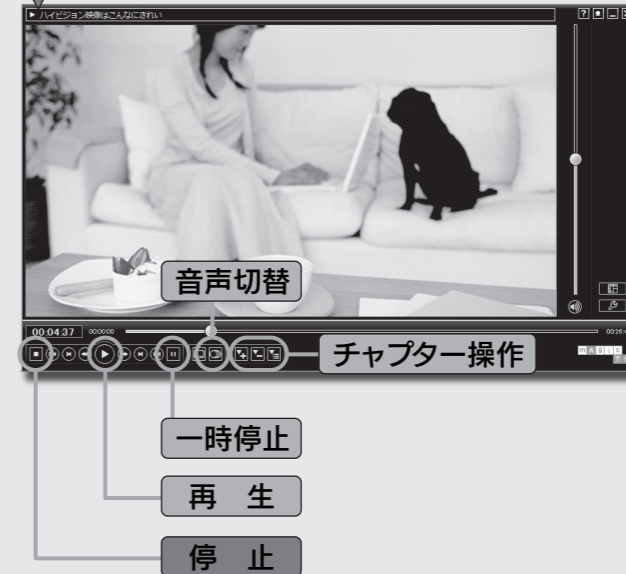 ハイビジョン映像はこんなにきれい
音声切替
00:04:37 00:00:00
チャプター操作
mAgicT
一時停止
再 生
停 止